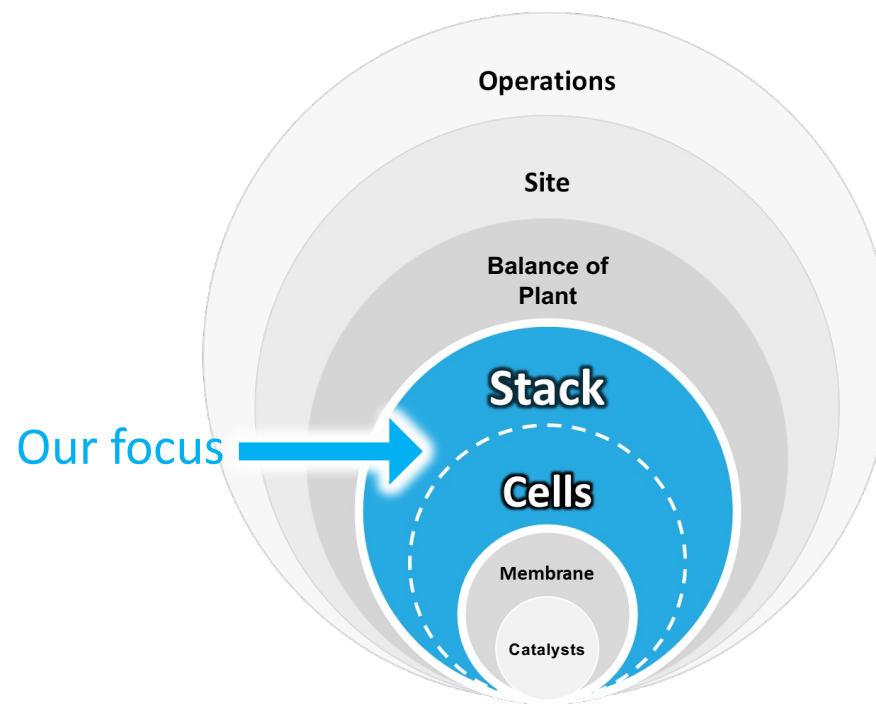 Operations
Site
Balance of
Plant
Stack
Our focus
Cells
Membrane
Catalysts